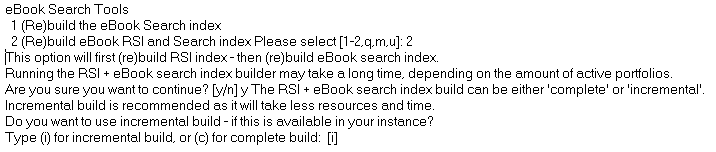 eBook Search Tools
1 (Re)build the eBook Search index
2 (Re)build eBook RSI and Search index Please select [1-2,q,m,u]: 2
This option will first (re)build RSI index - then (re)build eBook search index.
Running the RSI + eBook search index builder may take a long time, depending on the amount of active portfolios.
Are you sure you want to continue? [y/n] y The RSI + eBook search index build can be either 'complete' or 'incremental'.
Incremental build is recommended as it will take less resources and time.
Do you want to use incremental build - if this is available in your instance?
Type (i) for incremental build, or (c) for complete build:  [i]